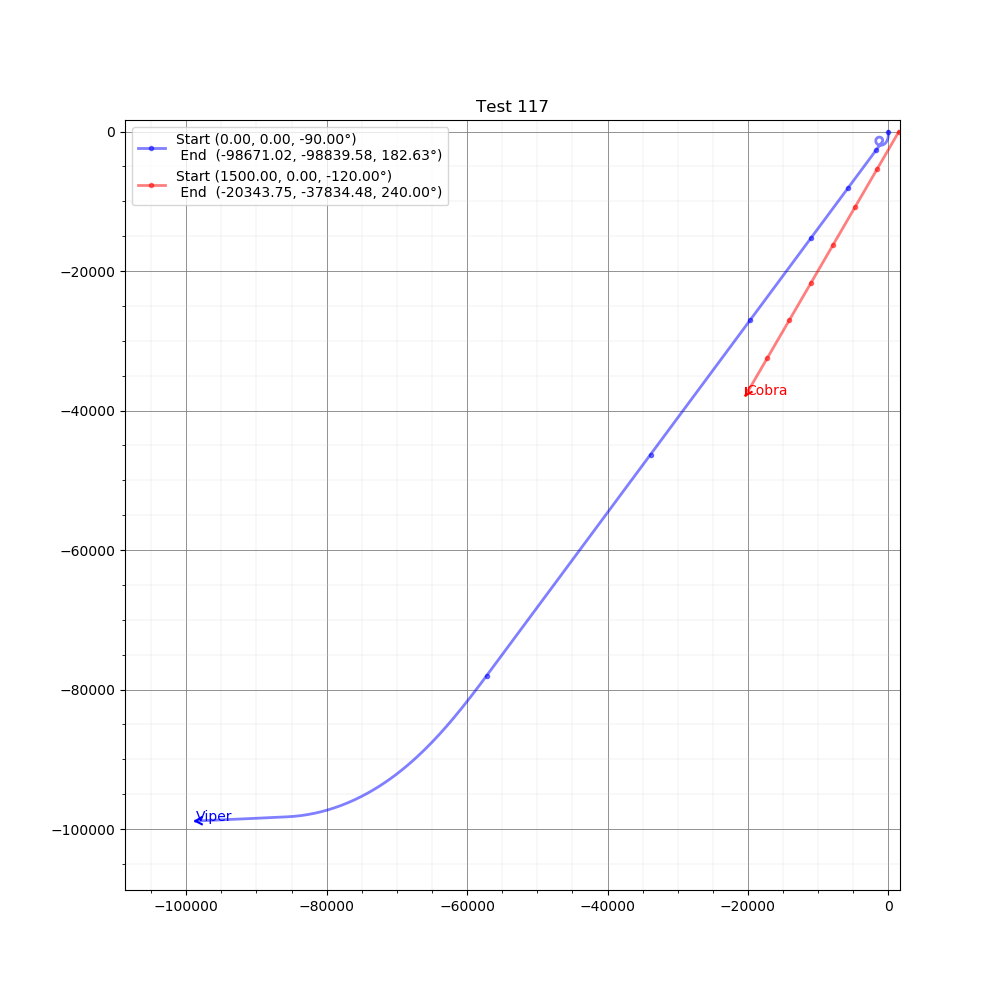 Test 117
Start (0.00, 0.00, -90.00°)
End  (-98671.02, -98839.58, 182.63°)
Start (1500.00, 0.00, -120.00°)
End  (-20343.75, -37834.48, 240.00°)
0
−20000
−40000
−60000
−80000
−100000
Cobra
Viper
−100000 −80000 −60000 −40000 −20000 0